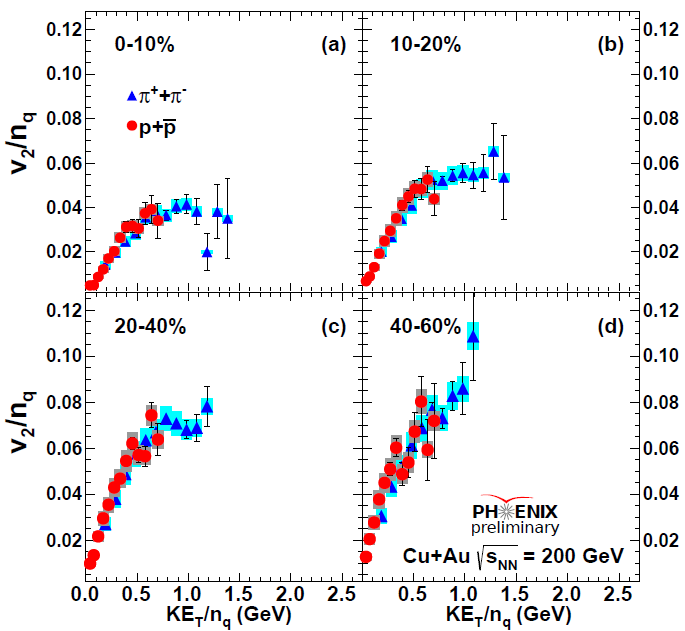 0-10% (a)
10-20% (b)
π⁺+π⁻
p+p̅
v₂/n_q
0.12
0.10
0.08
0.06
0.04
0.02
0.12
0.10
0.08
0.06
0.04
0.02
20-40% (c)
40-60% (d)
v₂/n_q
0.12
0.10
0.08
0.06
0.04
0.02
0.12
0.10
0.08
0.06
0.04
0.02
PHENIX
preliminary
Cu+Au √s_NN = 200 GeV
0.0 0.5 1.0 1.5 2.0 2.5
0.5 1.0 1.5 2.0 2.5
KE_T/n_q (GeV)
KE_T/n_q (GeV)